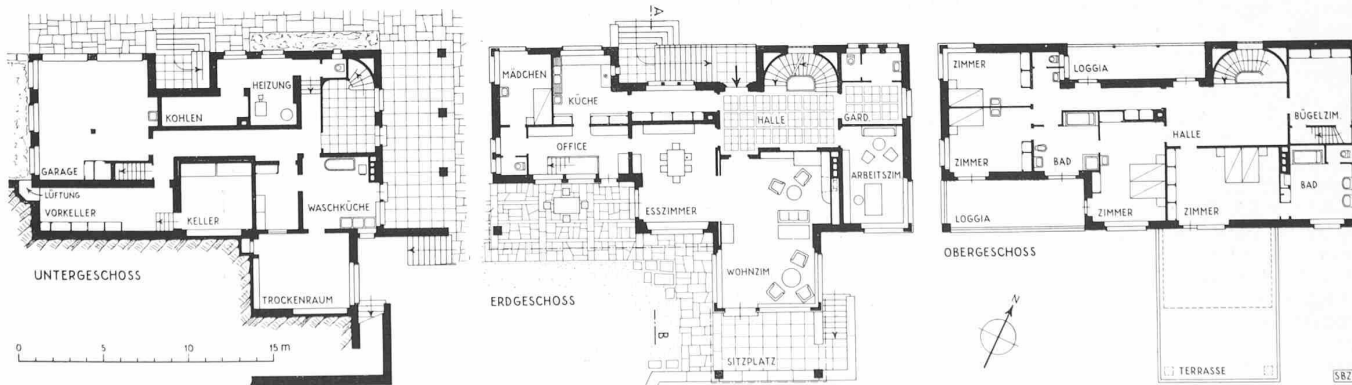 HEIZUNG
KOHLEN
GARAGE
LÜFTUNG
VORKELLER
KELLER
WASCHKÜCHE
TROCKENRAUM
UNTERGESCHOSS
0 5 10 15 m
A
MÄDCHEN
KÜCHE
HALLE
GARD.
OFFICE
ARBEITSZIM.
ESSZIMMER
WOHNZIM.
ERDGESCHOSS
B
SITZPLATZ
ZIMMER
LOGGIA
HALLE
BÜGELZIM.
ZIMMER
BAD
BAD
LOGGIA
ZIMMER
ZIMMER
OBERGESCHOSS
N
TERRASSE
SBZ